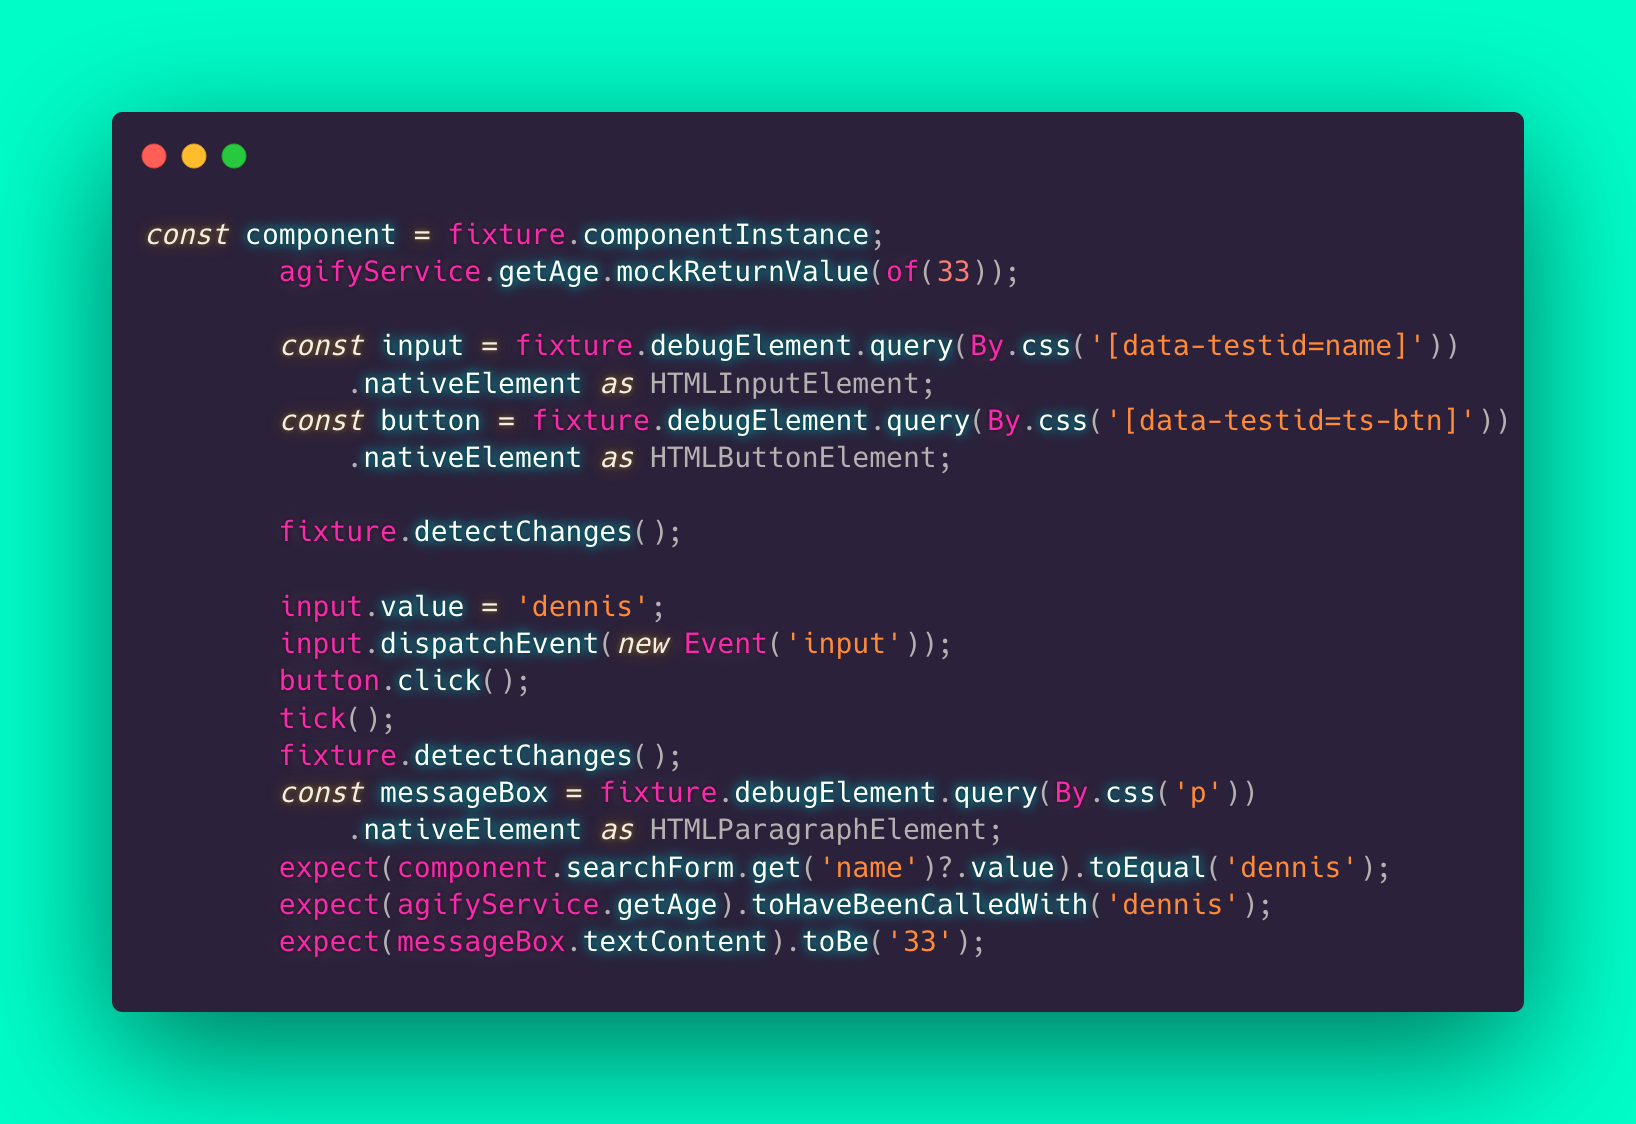 const component = fixture.componentInstance;
        agifyService.getAge.mockReturnValue(of(33));

        const input = fixture.debugElement.query(By.css('[data-testid=name]'))
            .nativeElement as HTMLInputElement;
        const button = fixture.debugElement.query(By.css('[data-testid=ts-btn]'))
            .nativeElement as HTMLButtonElement;

        fixture.detectChanges();

        input.value = 'dennis';
        input.dispatchEvent(new Event('input'));
        button.click();
        tick();
        fixture.detectChanges();
        const messageBox = fixture.debugElement.query(By.css('p'))
            .nativeElement as HTMLParagraphElement;
        expect(component.searchForm.get('name')?.value).toEqual('dennis');
        expect(agifyService.getAge).toHaveBeenCalledWith('dennis');
        expect(messageBox.textContent).toBe('33');